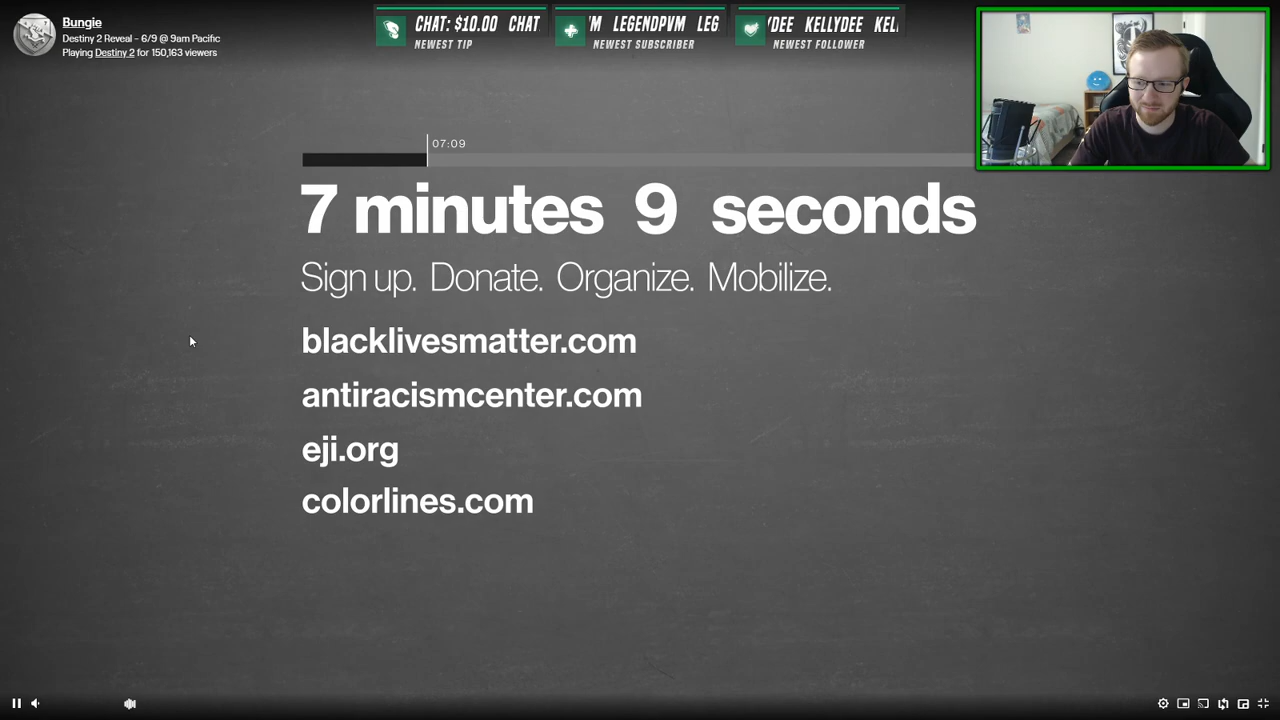 Bungie
Destiny 2 Reveal - 6/9 @ 9am Pacific
Playing Destiny 2 for 150,163 viewers
CHAT: $10.00 CHAT
NEWEST TIP
'M LEGENDPVM LEG
NEWEST SUBSCRIBER
DEE KELLYDEE KEL
NEWEST FOLLOWER
07:09
7 minutes 9 seconds
Sign up. Donate. Organize. Mobilize.
blacklivesmatter.com
antiracismcenter.com
eji.org
colorlines.com